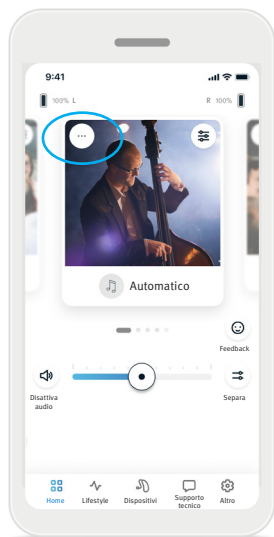 9:41
100% L
R 100%
...
Automatico
Feedback
Disattiva
audio
Separa
Home
Lifestyle
Dispositivi
Supporto
tecnico
Altro